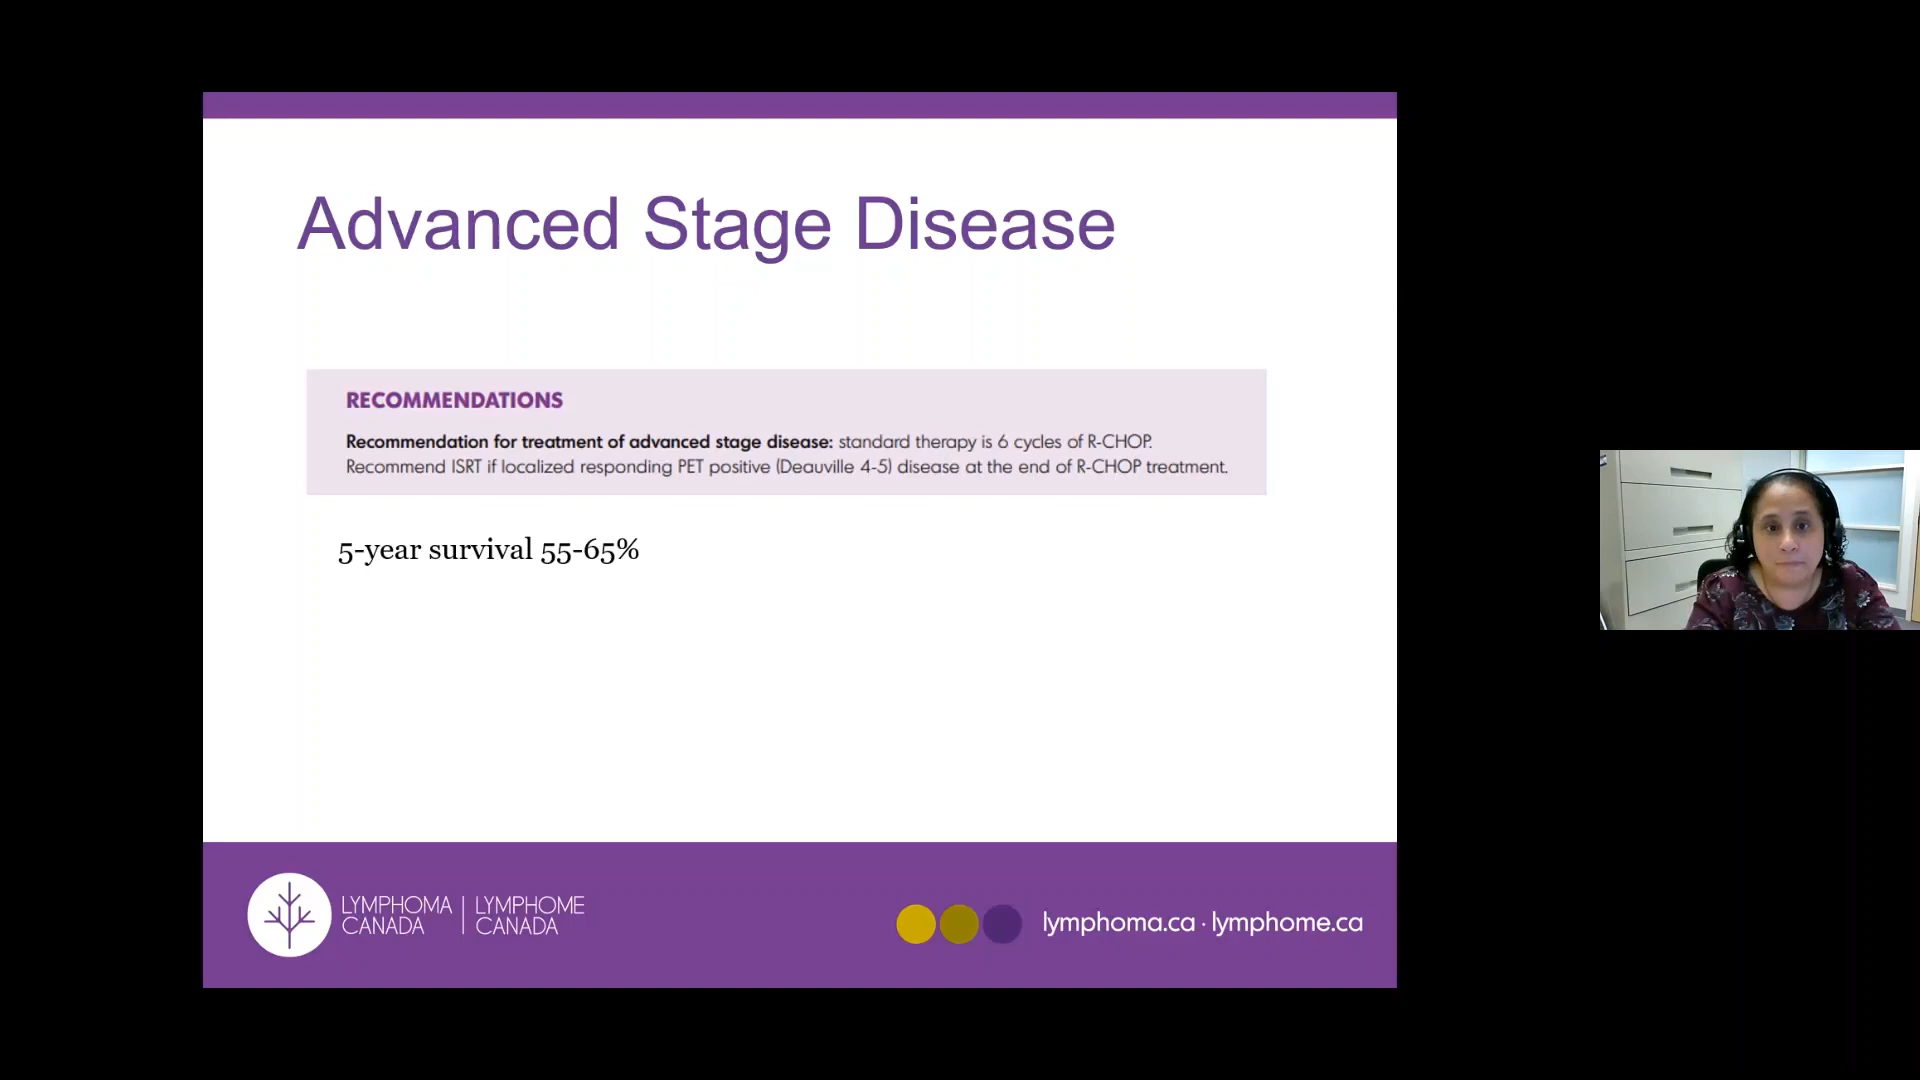 Advanced Stage Disease
RECOMMENDATIONS
Recommendation for treatment of advanced stage disease: standard therapy is 6 cycles of R-CHOP.
Recommend ISRT if localized responding PET positive (Deauville 4-5) disease at the end of R-CHOP treatment.
5-year survival 55-65%
LYMPHOMA | LYMPHOME
CANADA | CANADA
lymphoma.ca · lymphome.ca